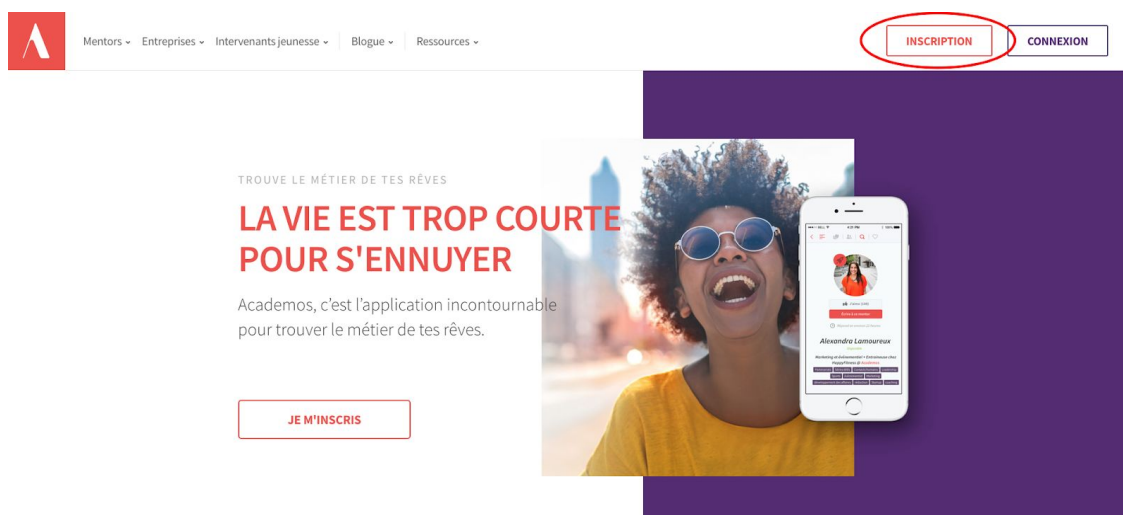 Mentors
Entreprises
Intervenants jeunesse
Blogue
Ressources
INSCRIPTION
CONNEXION
TROUVE LE MÉTIER DE TES RÊVES
LA VIE EST TROP COURTE
POUR S'ENNUYER
Academos, c’est l’application incontournable
pour trouver le métier de tes rêves.
JE M'INSCRIS
Alexandra Lamoureux